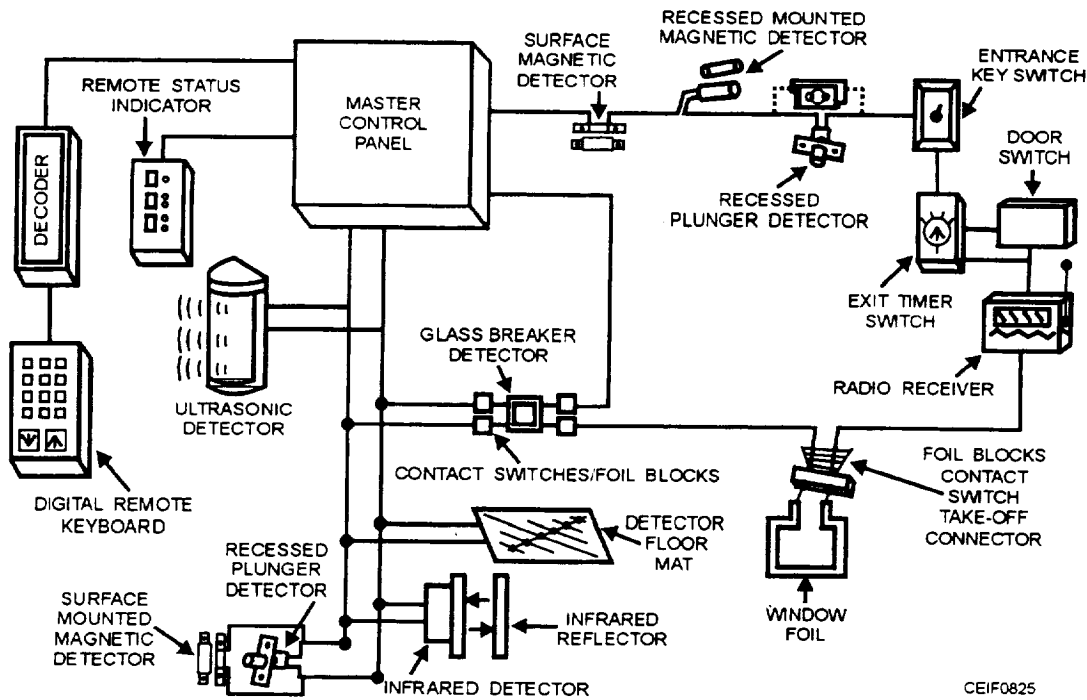 RECESSED MOUNTED
MAGNETIC DETECTOR
SURFACE
MAGNETIC
DETECTOR
ENTRANCE
KEY SWITCH
REMOTE STATUS
INDICATOR
MASTER
CONTROL
PANEL
DOOR
SWITCH
DECODER
RECESSED
PLUNGER DETECTOR
EXIT TIMER
SWITCH
GLASS BREAKER
DETECTOR
RADIO RECEIVER
ULTRASONIC
DETECTOR
CONTACT SWITCHES/FOIL BLOCKS
FOIL BLOCKS
CONTACT
SWITCH
TAKE-OFF
CONNECTOR
DIGITAL REMOTE
KEYBOARD
DETECTOR
FLOOR
MAT
RECESSED
PLUNGER
DETECTOR
SURFACE
MOUNTED
MAGNETIC
DETECTOR
INFRARED
REFLECTOR
WINDOW
FOIL
INFRARED DETECTOR
CEIF0825